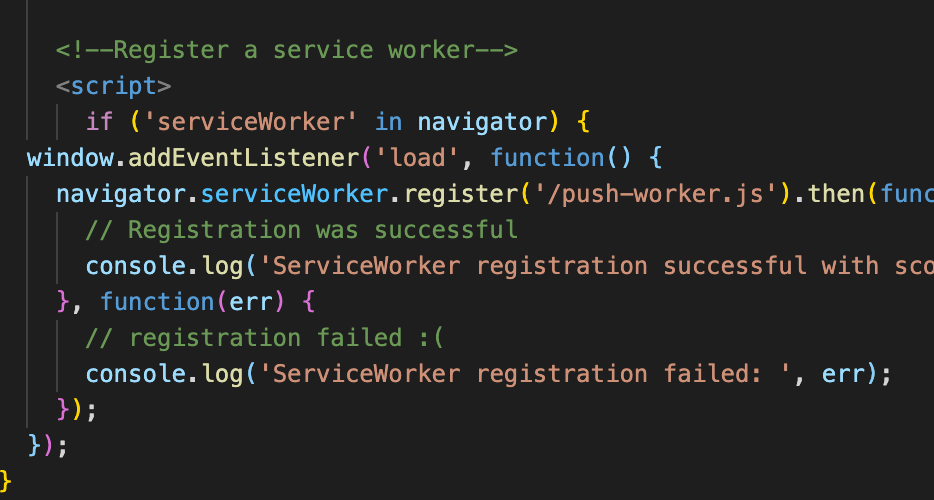 <!--Register a service worker-->
<script>
if ('serviceWorker' in navigator) {
window.addEventListener('load', function() {
navigator.serviceWorker.register('/push-worker.js').then(func
// Registration was successful
console.log('ServiceWorker registration successful with sco
}, function(err) {
// registration failed :(
console.log('ServiceWorker registration failed: ', err);
});
});
}